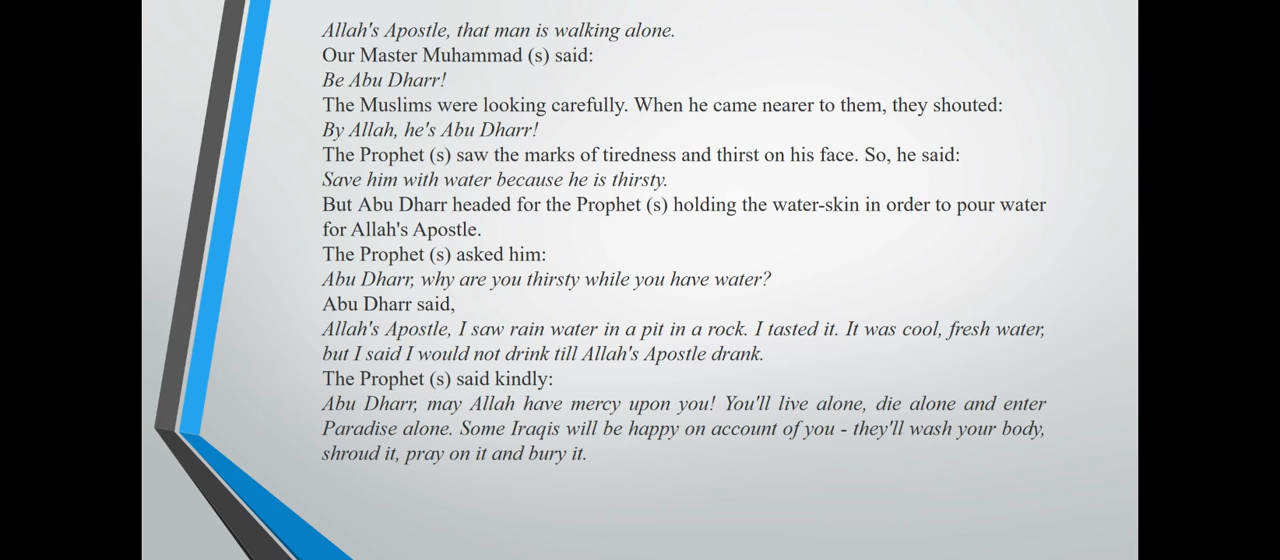 Allah's Apostle, that man is walking alone.
Our Master Muhammad (s) said:
Be Abu Dharr!
The Muslims were looking carefully. When he came nearer to them, they shouted:
By Allah, he's Abu Dharr!
The Prophet (s) saw the marks of tiredness and thirst on his face. So, he said:
Save him with water because he is thirsty.
But Abu Dharr headed for the Prophet (s) holding the water-skin in order to pour water
for Allah's Apostle.
The Prophet (s) asked him:
Abu Dharr, why are you thirsty while you have water?
Abu Dharr said,
Allah's Apostle, I saw rain water in a pit in a rock. I tasted it. It was cool, fresh water,
but I said I would not drink till Allah's Apostle drank.
The Prophet (s) said kindly:
Abu Dharr, may Allah have mercy upon you! You'll live alone, die alone and enter
Paradise alone. Some Iraqis will be happy on account of you - they'll wash your body,
shroud it, pray on it and bury it.